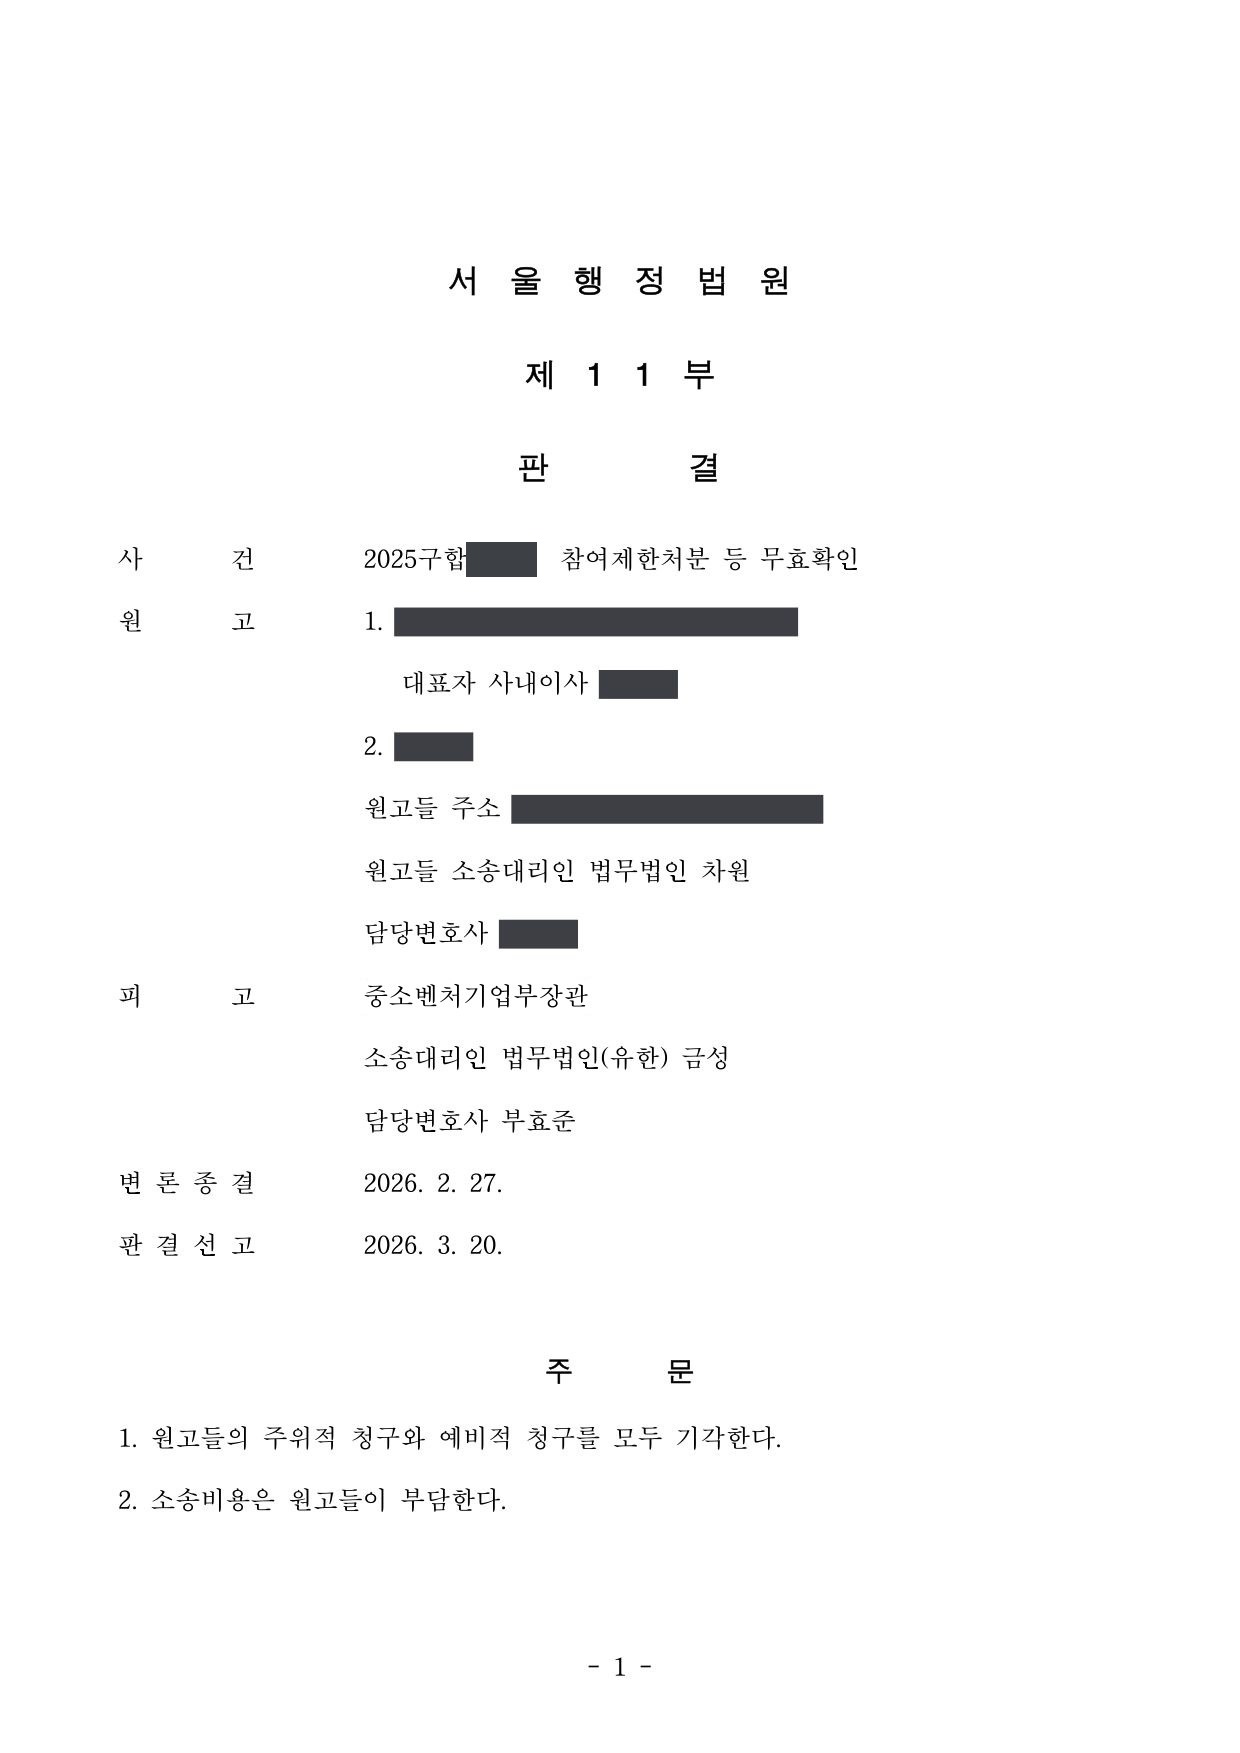 서 울 행 정 법 원
제 1 1 부
판 결
사 건 2025구합 참여제한처분 등 무효확인
원 고 1.
대표자 사내이사
2.
원고들 주소
원고들 소송대리인 법무법인 차원
담당변호사
피 고 중소벤처기업부장관
소송대리인 법무법인(유한) 금성
담당변호사 부효준
변 론 종 결 2026. 2. 27.
판 결 선 고 2026. 3. 20.
주 문
1. 원고들의 주위적 청구와 예비적 청구를 모두 기각한다.
2. 소송비용은 원고들이 부담한다.
- 1 -